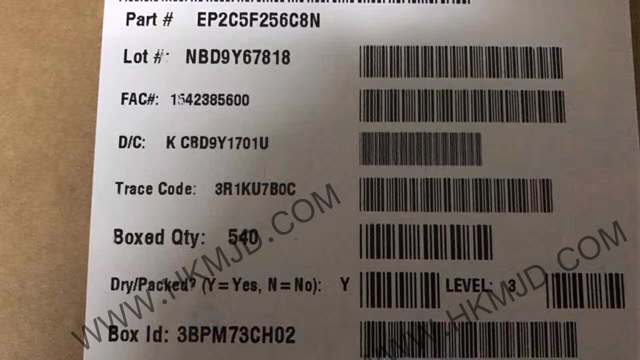 Part # EP2C5F256C8N
Lot #: NBD9Y67818
FAC#: 1542385600
D/C: K CBD9Y1701U
Trace Code: 3R1KU7B0C
Boxed Qty: 540
Dry/Packed? (Y=Yes, N=No): Y LEVEL: 3
Box Id: 3BPM73CH02
WWW.HKMJD.COM
WWW.HKMJD.COM